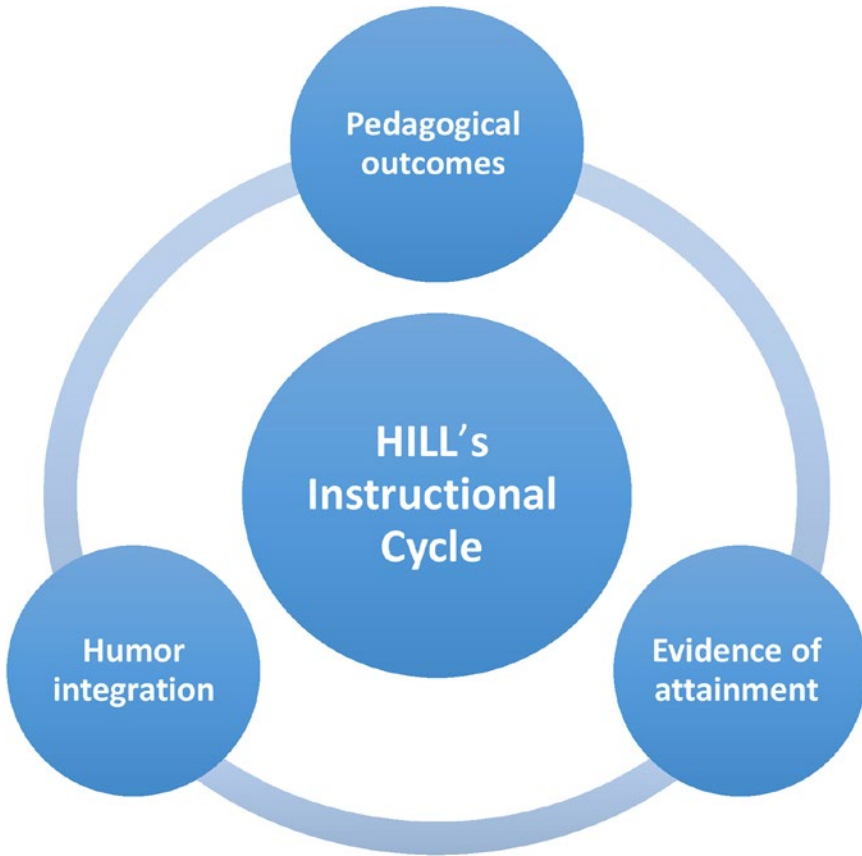 Pedagogical
outcomes
HILL’s
Instructional
Cycle
Humor
integration
Evidence of
attainment